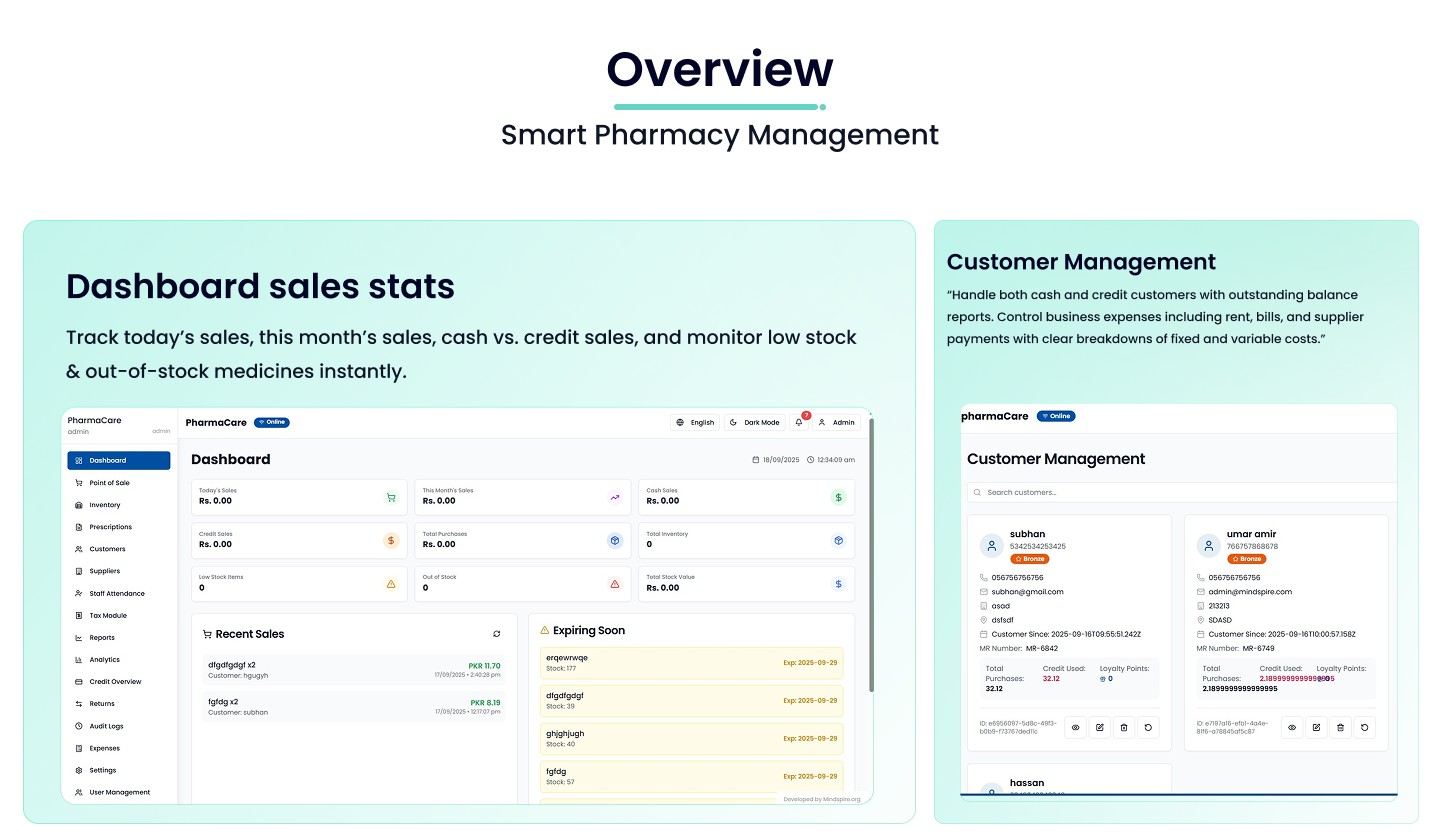 Overview
Smart Pharmacy Management
Dashboard sales stats
Track today’s sales, this month’s sales, cash vs. credit sales, and monitor low stock
& out-of-stock medicines instantly.
PharmaCare
admin admin
Dashboard
Point of Sale
Inventory
Prescriptions
Customers
Suppliers
Staff Attendance
Tax Module
Reports
Analytics
Credit Overview
Returns
Audit Logs
Expenses
Settings
User Management
PharmaCare Online English Dark Mode 7 Admin
Dashboard 18/09/2025 12:34:09 am
Today's Sales
Rs. 0.00
This Month's Sales
Rs. 0.00
Cash Sales
Rs. 0.00
Credit Sales
Rs. 0.00
Total Purchases
Rs. 0.00
Total Inventory
0
Low Stock Items
0
Out of Stock
0
Total Stock Value
Rs. 0.00
Recent Sales
dfgdfgdgf x2 PKR 11.70
Customer: hgugyh 17/09/2025 • 2:40:28 pm
fgfdg x2 PKR 8.19
Customer: subhan 17/09/2025 • 12:17:07 pm
Expiring Soon
erqewrwqe
Stock: 177
Exp: 2025-09-29
dfgdfgdgf
Stock: 39
Exp: 2025-09-29
ghjghjugh
Stock: 40
Exp: 2025-09-29
fgfdg
Stock: 57
Exp: 2025-09-29
Developed by Mindspire.org
Customer Management
“Handle both cash and credit customers with outstanding balance
reports. Control business expenses including rent, bills, and supplier
payments with clear breakdowns of fixed and variable costs.”
pharmaCare Online
Customer Management
Search customers...
subhan
5342534253425
Bronze
056756756756
subhan@gmail.com
asad
dsfsdf
Customer Since: 2025-09-16T09:55:51.242Z
MR Number: MR-6842
Total Purchases: 32.12
Credit Used: 32.12
Loyalty Points: 0
ID: e6956097-5d8c-49f3-
b0b9-f73767ded11c
umar amir
766757868678
Bronze
056756756756
admin@mindspire.com
213213
SDASD
Customer Since: 2025-09-16T10:00:57.158Z
MR Number: MR-6749
Total Purchases: 2.1899999999999995
Credit Used: 2.1899999999999995
Loyalty Points: 0
ID: e7197a16-efb1-4a4e-
81f6-a78845af5c87
hassan